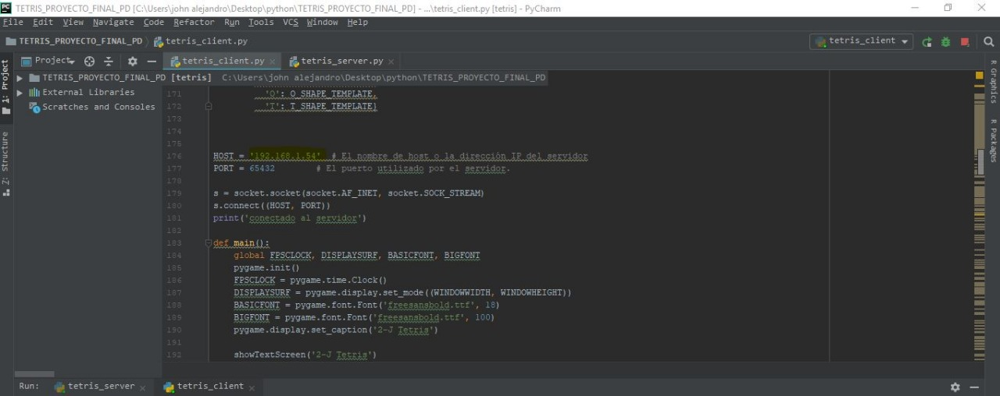 PC TETRIS_PROYECTO_FINAL_PD [C:\Users\john alejandro\Desktop\python\TETRIS_PROYECTO_FINAL_PD] - ...\tetris_client.py [tetris] - PyCharm
File Edit View Navigate Code Refactor Run Tools VCS Window Help
TETRIS_PROYECTO_FINAL_PD tetris_client.py tetris_client
Project tetris_client.py tetris_server.py
TETRIS_PROYECTO_FINAL_PD [tetris] C:\Users\john alejandro\Desktop\python\TETRIS_PROYECTO_FINAL_PD
External Libraries
Scratches and Consoles
1: Project
Z: Structure
R Graphics
R Packages
171 'O': O_SHAPE_TEMPLATE,
172 'T': T_SHAPE_TEMPLATE}
173
174
175
176 HOST = '192.168.1.54' # El nombre de host o la dirección IP del servidor
177 PORT = 65432 # El puerto utilizado por el servidor.
178
179 s = socket.socket(socket.AF_INET, socket.SOCK_STREAM)
180 s.connect((HOST, PORT))
181 print('conectado al servidor')
182
183 def main():
184 global FPSCLOCK, DISPLAYSURF, BASICFONT, BIGFONT
185 pygame.init()
186 FPSCLOCK = pygame.time.Clock()
187 DISPLAYSURF = pygame.display.set_mode((WINDOWWIDTH, WINDOWHEIGHT))
188 BASICFONT = pygame.font.Font('freesansbold.ttf', 18)
189 BIGFONT = pygame.font.Font('freesansbold.ttf', 100)
190 pygame.display.set_caption('2-J Tetris')
191
192 showTextScreen('2-J Tetris')
Run: tetris_server tetris_client